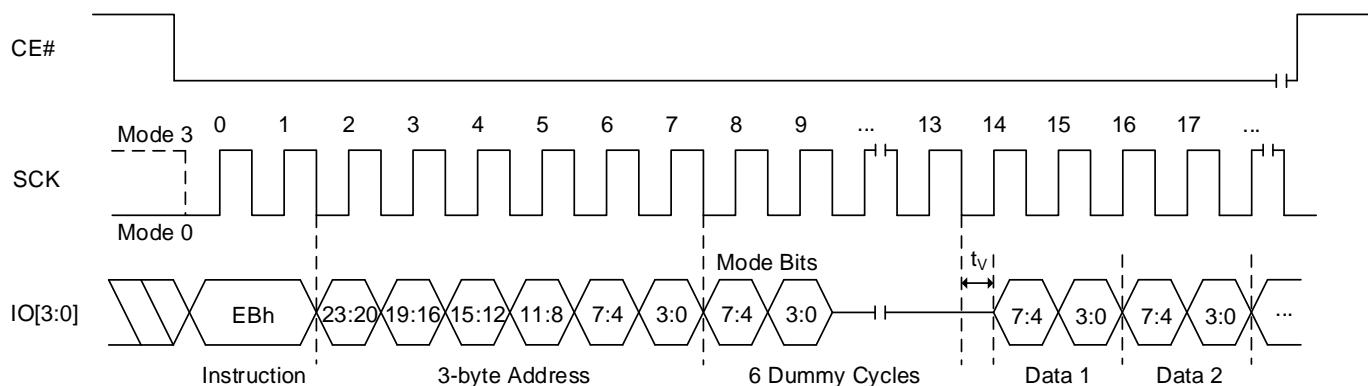 CE#
Mode 3 0 1 2 3 4 5 6 7 8 9 ... 13 14 15 16 17 ...
SCK
Mode 0
Mode Bits tV
IO[3:0] EBh 23:20 19:16 15:12 11:8 7:4 3:0 7:4 3:0 7:4 3:0 7:4 3:0 ...
Instruction 3-byte Address 6 Dummy Cycles Data 1 Data 2